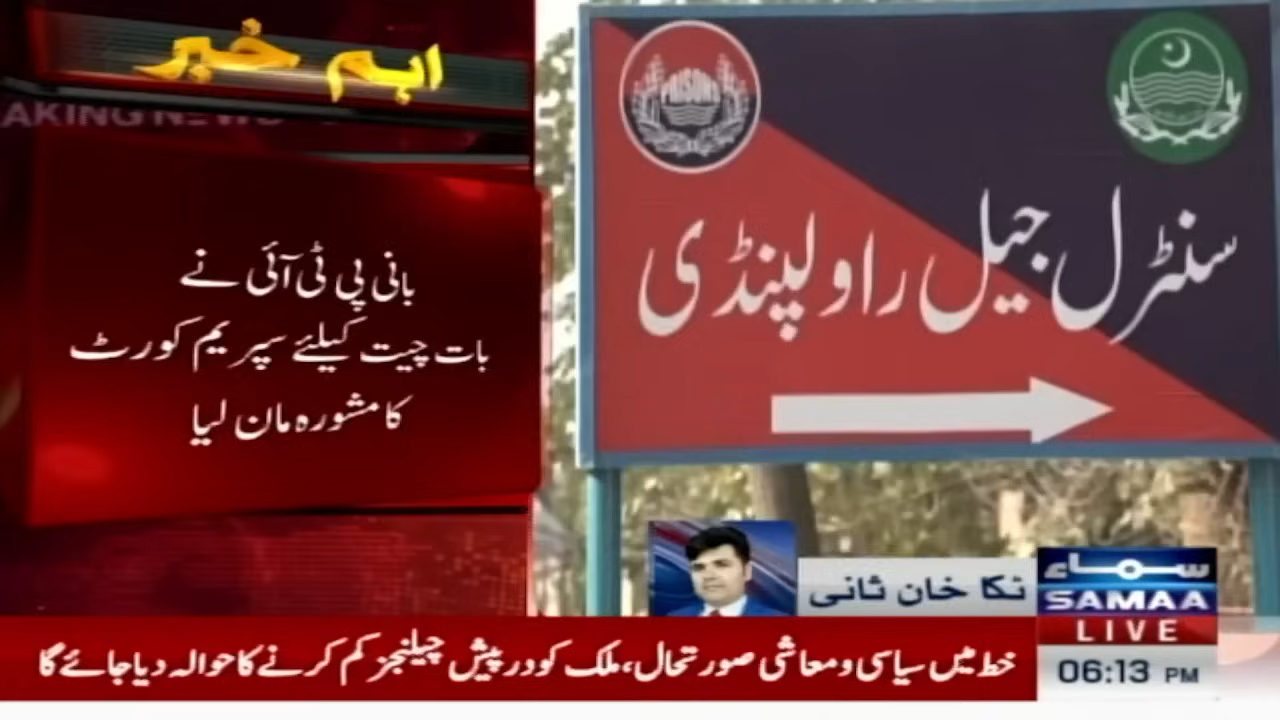 اہم خبر
AKING NEWS
بانی پی ٹی آئی نے
بات چیت کیلئے سپریم کورٹ
کا مشورہ مان لیا
PRISONS
سنٹرل جیل راولپنڈی
نکا خان ثانی
سماء
SAMAA
LIVE
06:13 PM
خط میں سیاسی و معاشی صورتحال، ملک کو درپیش چیلنجز کم کرنے کا حوالہ دیا جائے گا